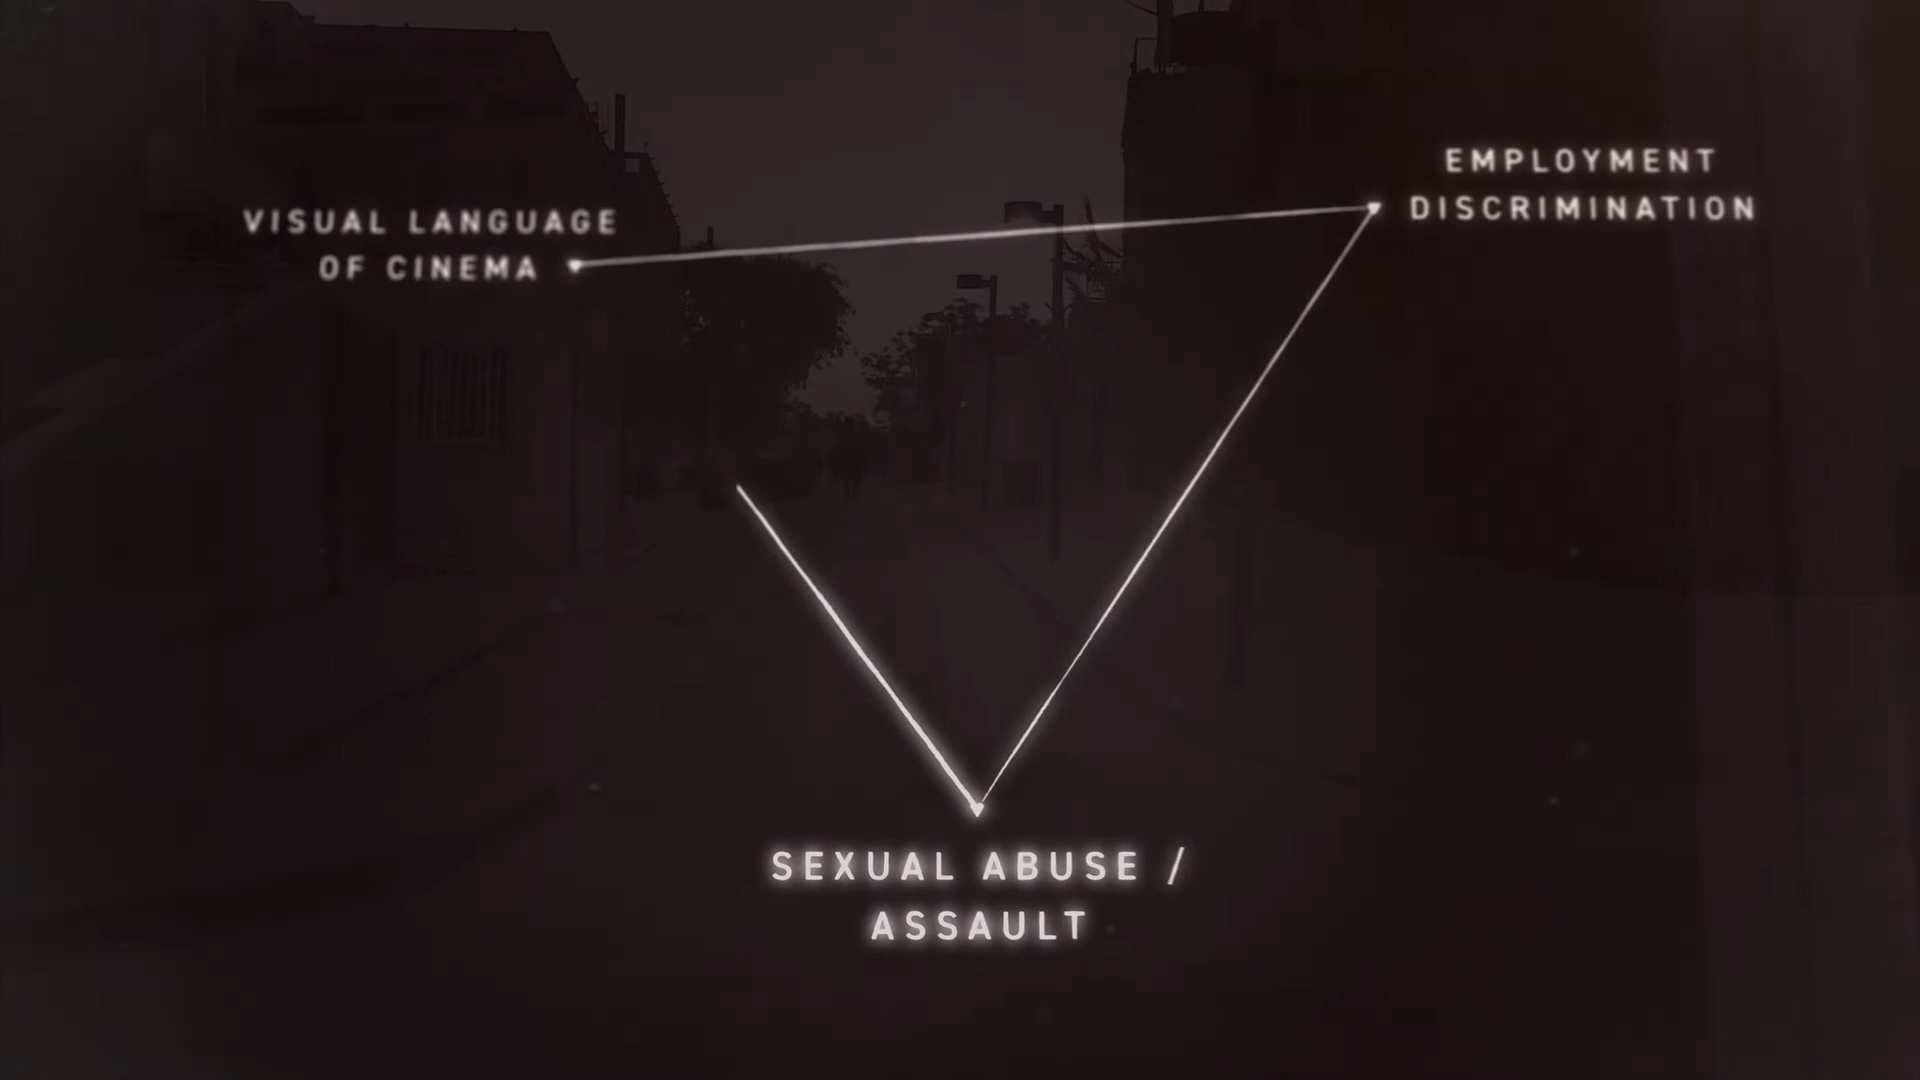 VISUAL LANGUAGE
OF CINEMA
EMPLOYMENT
DISCRIMINATION
SEXUAL ABUSE /
ASSAULT